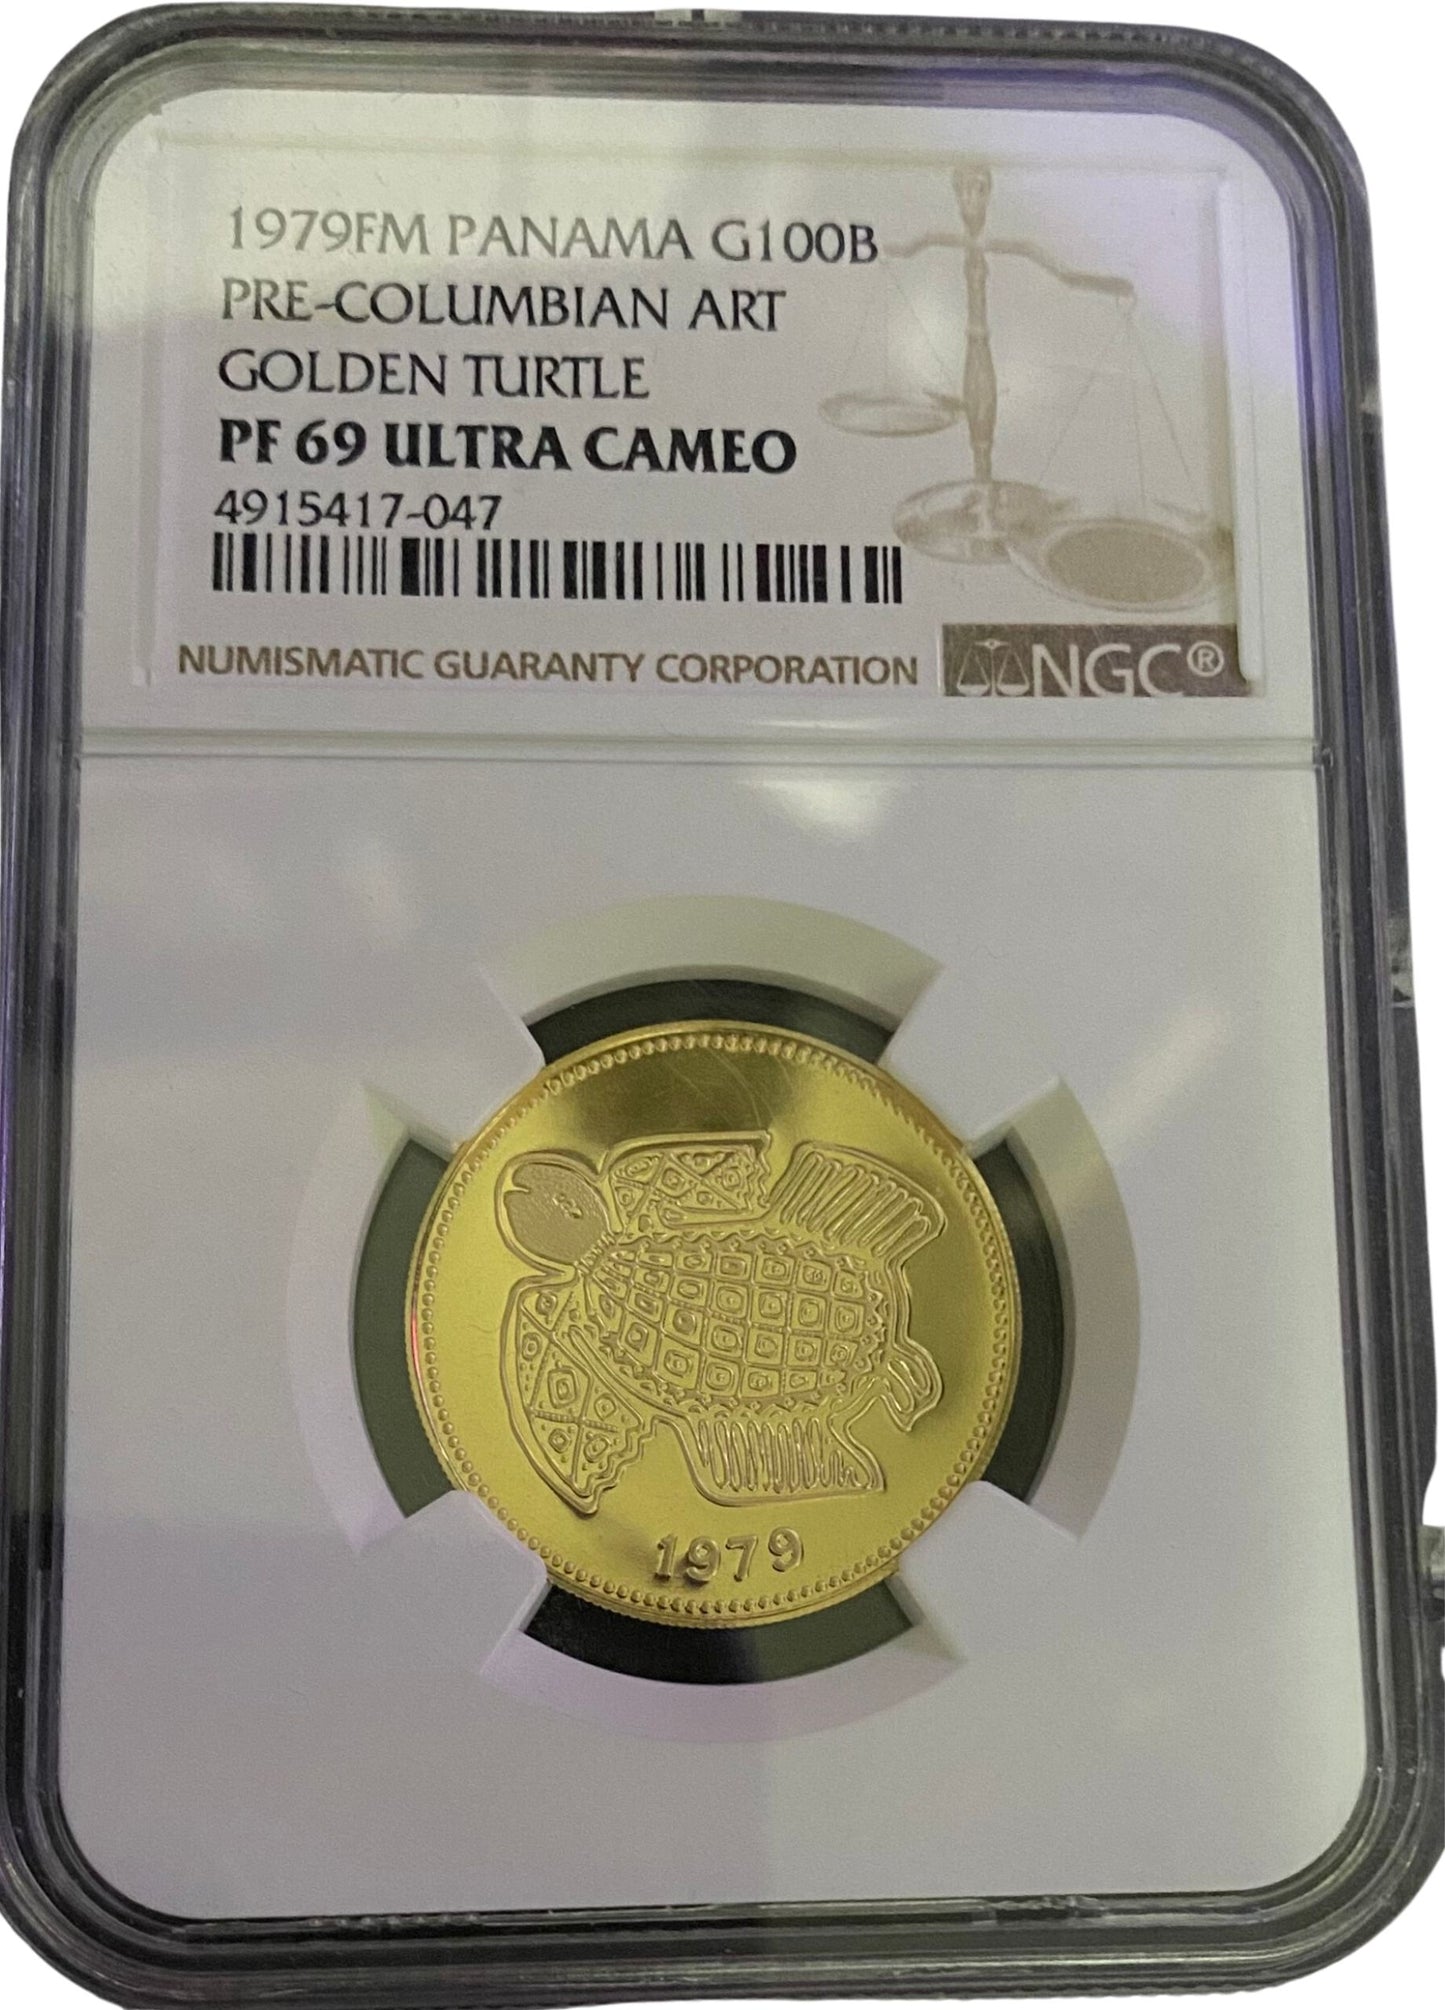 1979FM PANAMA G100B
PRE-COLUMBIAN ART
GOLDEN TURTLE
PF 69 ULTRA CAMEO
4915417-047
NUMISMATIC GUARANTY CORPORATION NGC®
1979